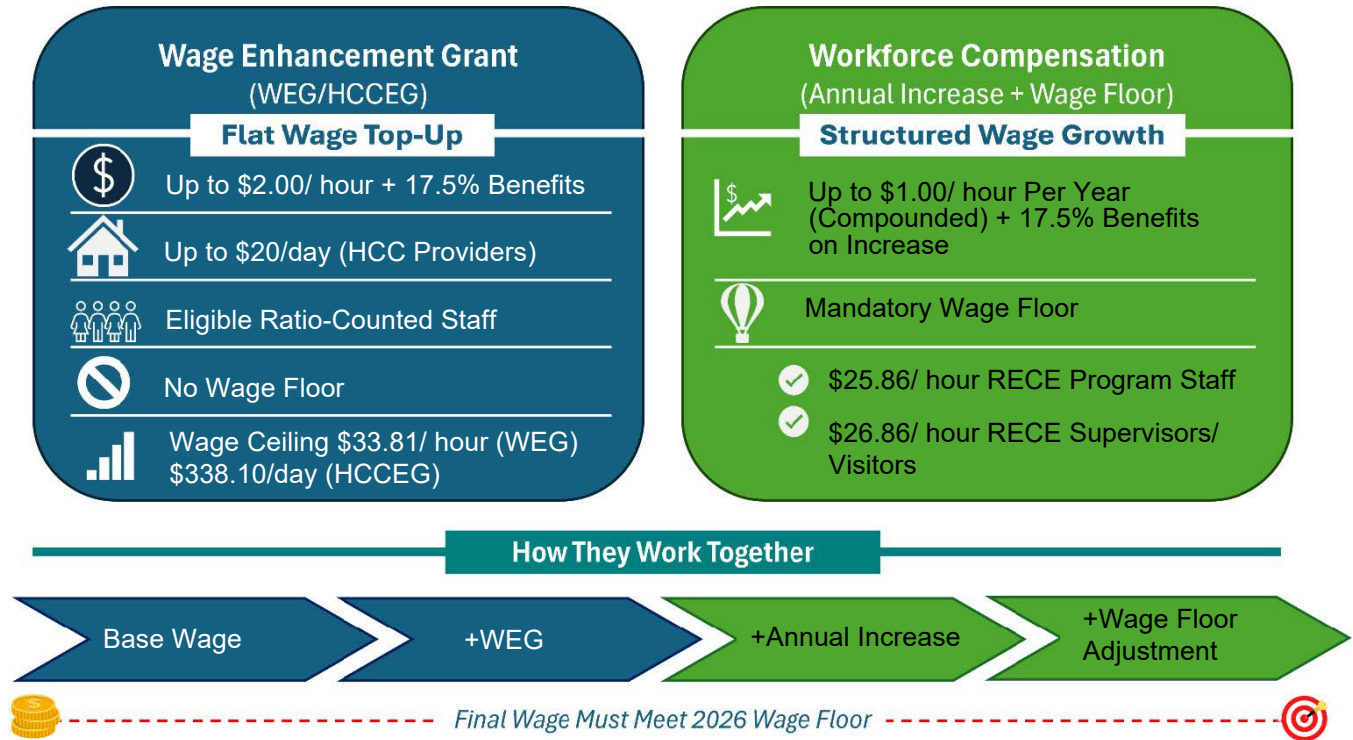 Wage Enhancement Grant
(WEG/HCCEG)
Flat Wage Top-Up
$
Up to $2.00/ hour + 17.5% Benefits
Up to $20/day (HCC Providers)
Eligible Ratio-Counted Staff
No Wage Floor
Wage Ceiling $33.81/ hour (WEG)
$338.10/day (HCCEG)
Workforce Compensation
(Annual Increase + Wage Floor)
Structured Wage Growth
$
Up to $1.00/ hour Per Year
(Compounded) + 17.5% Benefits
on Increase
Mandatory Wage Floor
$25.86/ hour RECE Program Staff
$26.86/ hour RECE Supervisors/
Visitors
How They Work Together
Base Wage
+WEG
+Annual Increase
+Wage Floor
Adjustment
Final Wage Must Meet 2026 Wage Floor